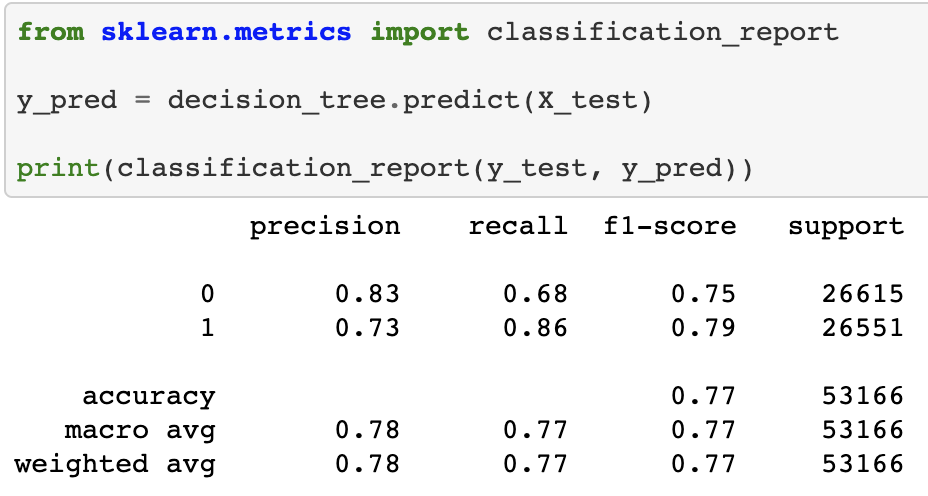 from sklearn.metrics import classification_report
y_pred = decision_tree.predict(X_test)
print(classification_report(y_test, y_pred))
precision recall f1-score support
0 0.83 0.68 0.75 26615
1 0.73 0.86 0.79 26551
accuracy 0.77 53166
macro avg 0.78 0.77 0.77 53166
weighted avg 0.78 0.77 0.77 53166